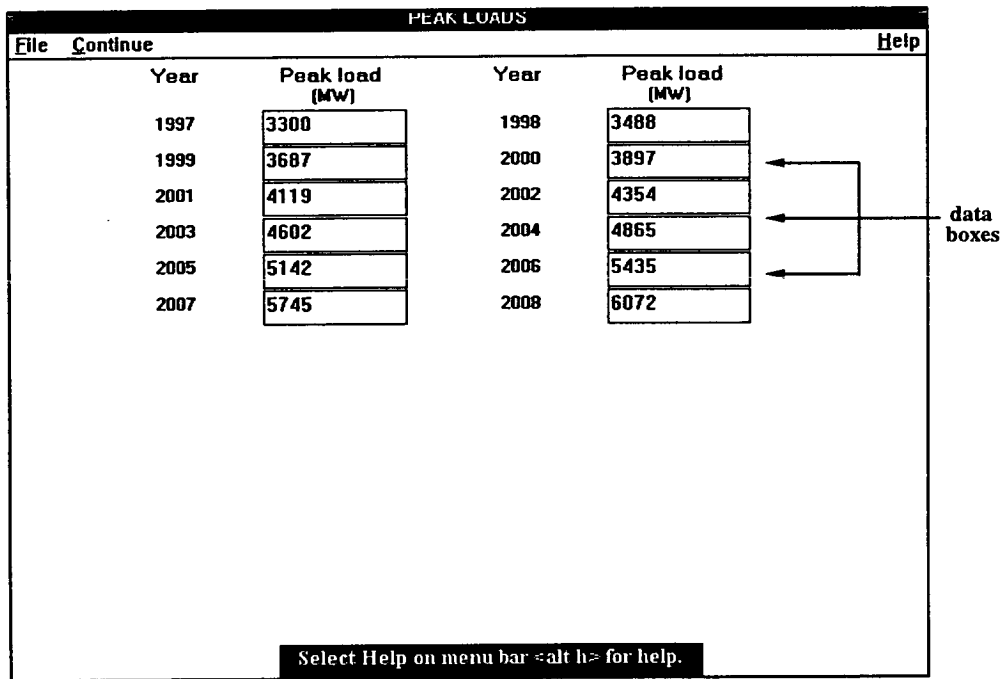 PEAK LOADS
File Continue Help
Year Peak load (MW) Year Peak load (MW)
1997 3300 1998 3488
1999 3687 2000 3897
2001 4119 2002 4354
2003 4602 2004 4865
2005 5142 2006 5435
2007 5745 2008 6072
data
boxes
Select Help on menu bar <alt h> for help.